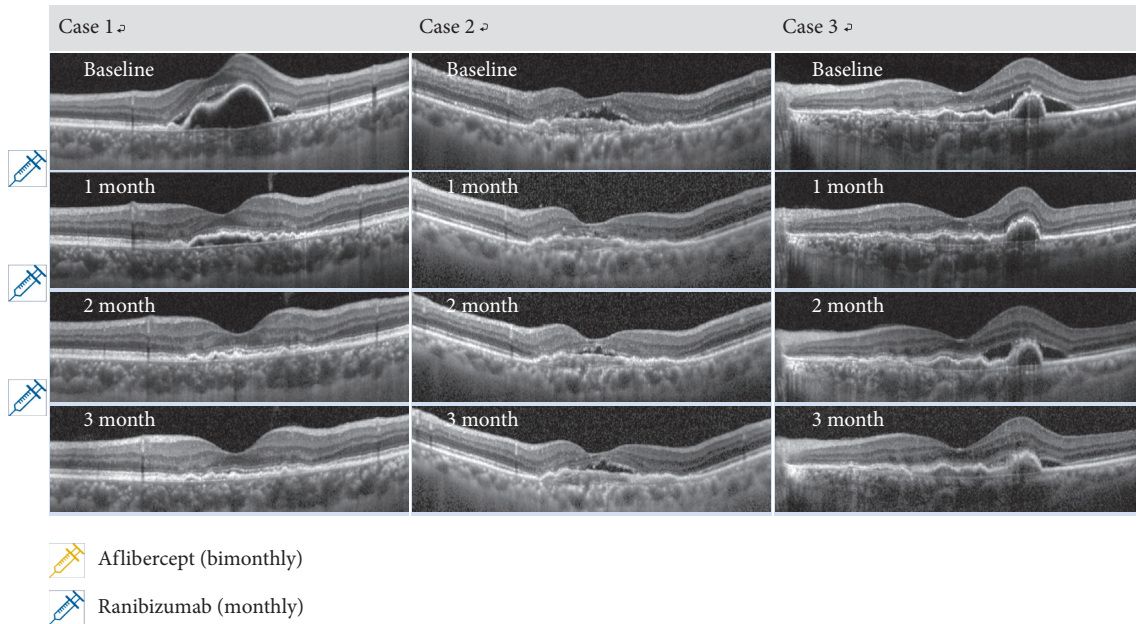 Case 1
Case 2
Case 3
Baseline
Baseline
Baseline
1 month
1 month
1 month
2 month
2 month
2 month
3 month
3 month
3 month
Aflibercept (bimonthly)
Ranibizumab (monthly)